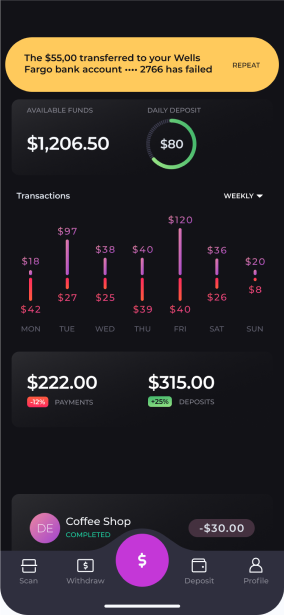 The $55,00 transferred to your Wells
Fargo bank account •••• 2766 has failed
REPEAT
AVAILABLE FUNDS
DAILY DEPOSIT
$1,206.50
$80
Transactions
WEEKLY
$18 $97 $38 $40 $120 $36 $20
$42 $27 $25 $39 $40 $26 $8
MON TUE WED THU FRI SAT SUN
$222.00 $315.00
-12% PAYMENTS +25% DEPOSITS
DE
Coffee Shop
COMPLETED
-$30.00
$
Scan Withdraw Deposit Profile